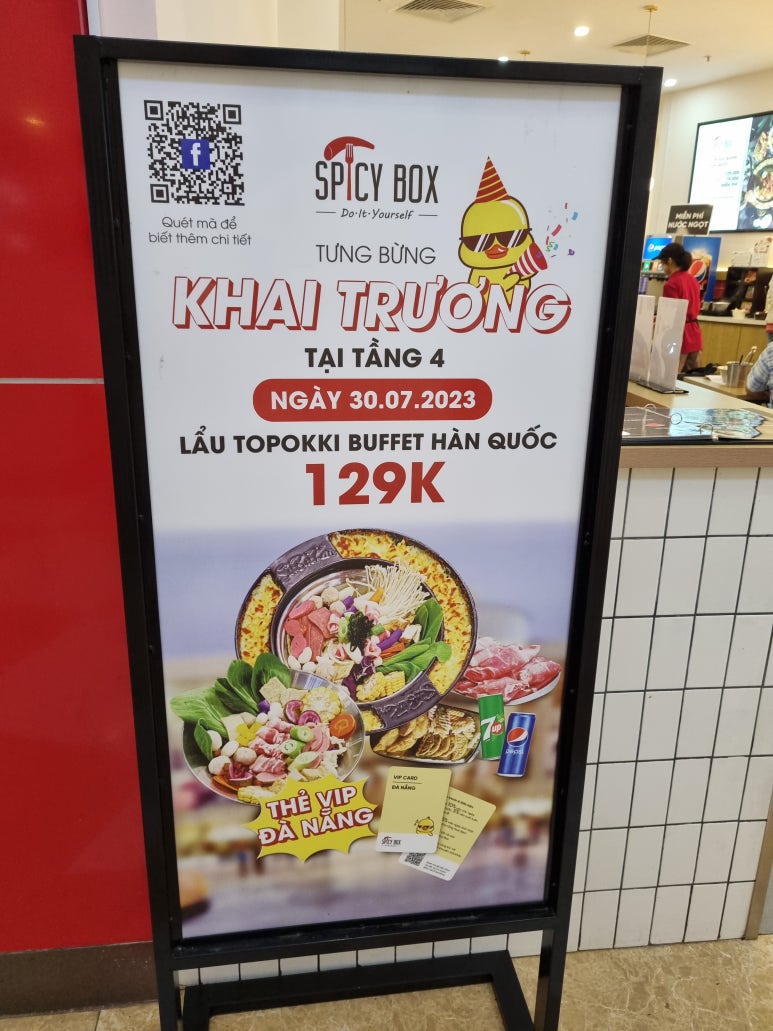 Quét mã để
biết thêm chi tiết
SPICY BOX
Do·It·Yourself
TƯNG BỪNG
KHAI TRƯƠNG
TẠI TẦNG 4
NGÀY 30.07.2023
LẨU TOPOKKI BUFFET HÀN QUỐC
129K
7up
pepsi
THẺ VIP
ĐÀ NẴNG
VIP CARD
ĐÀ NẴNG
SPICY BOX
MIỄN PHÍ
NƯỚC NGỌT